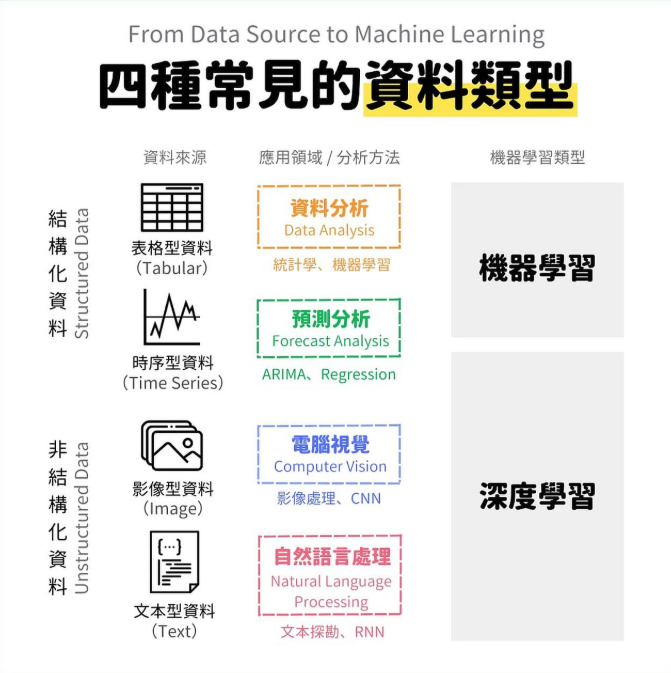 From Data Source to Machine Learning
四種常見的資料類型
資料來源
應用領域 / 分析方法
機器學習類型
結構化資料
Structured Data
表格型資料
(Tabular)
資料分析
Data Analysis
統計學、機器學習
機器學習
時序型資料
(Time Series)
預測分析
Forecast Analysis
ARIMA、Regression
非結構化資料
Unstructured Data
影像型資料
(Image)
電腦視覺
Computer Vision
影像處理、CNN
深度學習
{...}
文本型資料
(Text)
自然語言處理
Natural Language
Processing
文本探勘、RNN